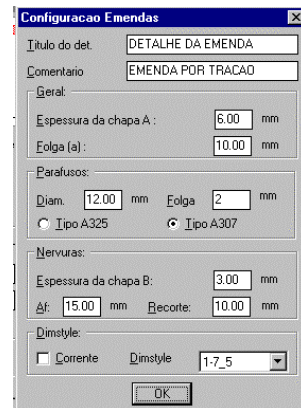 Configuracao Emendas
Titulo do det. DETALHE DA EMENDA
Comentario EMENDA POR TRACAO
Geral:
Espessura da chapa A : 6.00 mm
Folga (a) : 10.00 mm
Parafusos:
Diam. 12.00 mm Folga 2 mm
Tipo A325 Tipo A307
Nervuras:
Espessura da chapa B: 3.00 mm
Af: 15.00 mm Recorte: 10.00 mm
Dimstyle:
Corrente Dimstyle 1-7_5
OK